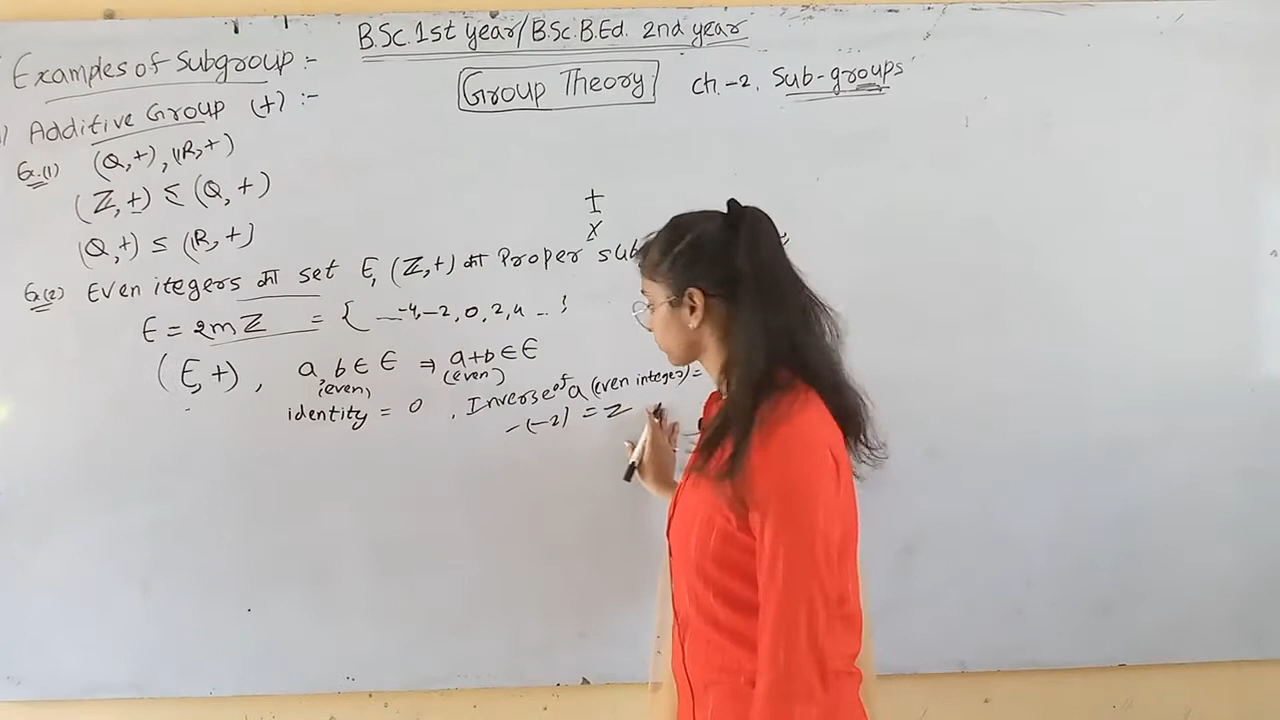 B.Sc. 1st year/B.Sc.B.Ed. 2nd year
Examples of Subgroup :-
Group Theory
ch.-2. Sub-groups
1) Additive Group (+) :-
Ex.(1) (Q,+), (R,+)
(Z,+) ≤ (Q,+)
(Q,+) ≤ (R,+)
+
x
Ex.(2) Even itegers का set E, (Z,+) का Proper sub
E = 2mZ = { ... -4,-2,0,2,4 .. }
(E,+), a, b ∈ E ⇒ a+b ∈ E
(even) (even)
identity = 0 . Inverse of a (even integer) =
-(-2) = 2